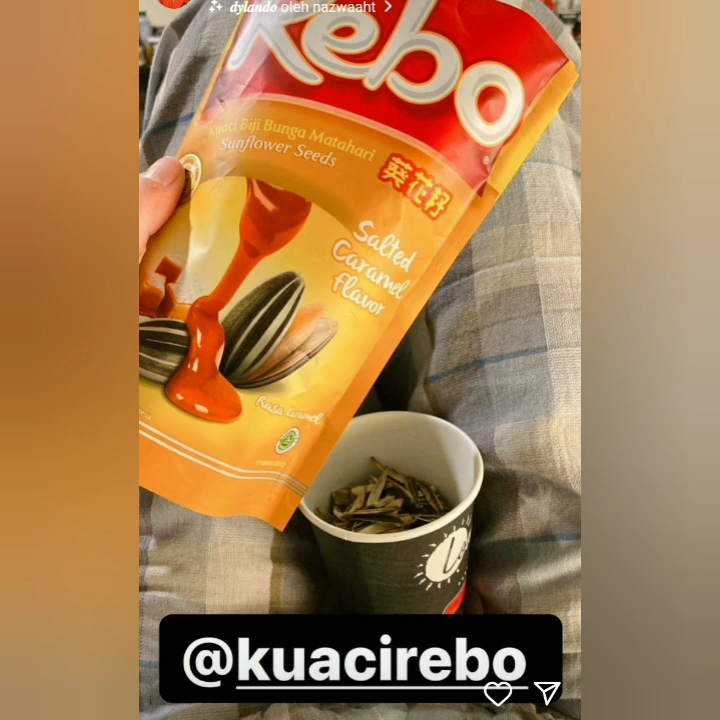 dylando oleh nazwaaht
Rebo
Kuaci Biji Bunga Matahari
Sunflower Seeds
葵花籽
Salted
Caramel
Flavor
Rasa Karamel
@kuacirebo